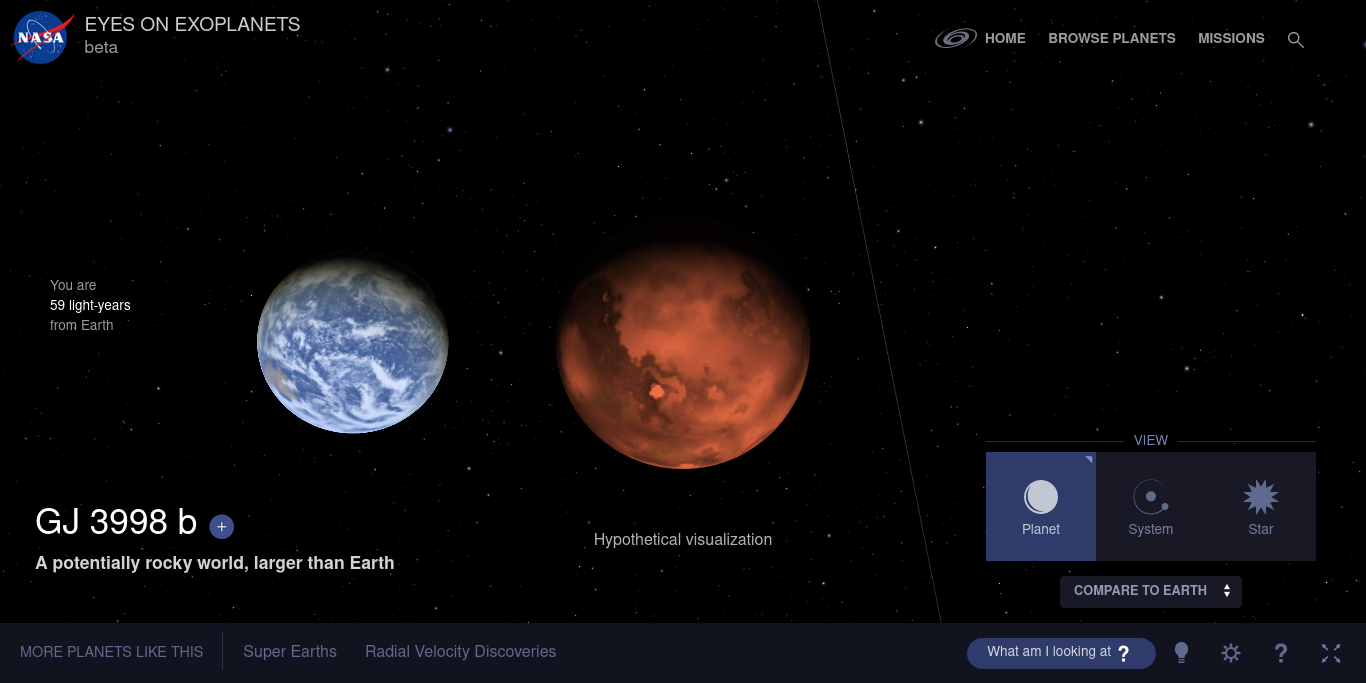 NASA
EYES ON EXOPLANETS
beta
HOME
BROWSE PLANETS
MISSIONS
You are
59 light-years
from Earth
GJ 3998 b +
A potentially rocky world, larger than Earth
Hypothetical visualization
VIEW
Planet
System
Star
COMPARE TO EARTH
MORE PLANETS LIKE THIS
Super Earths
Radial Velocity Discoveries
What am I looking at ?
?